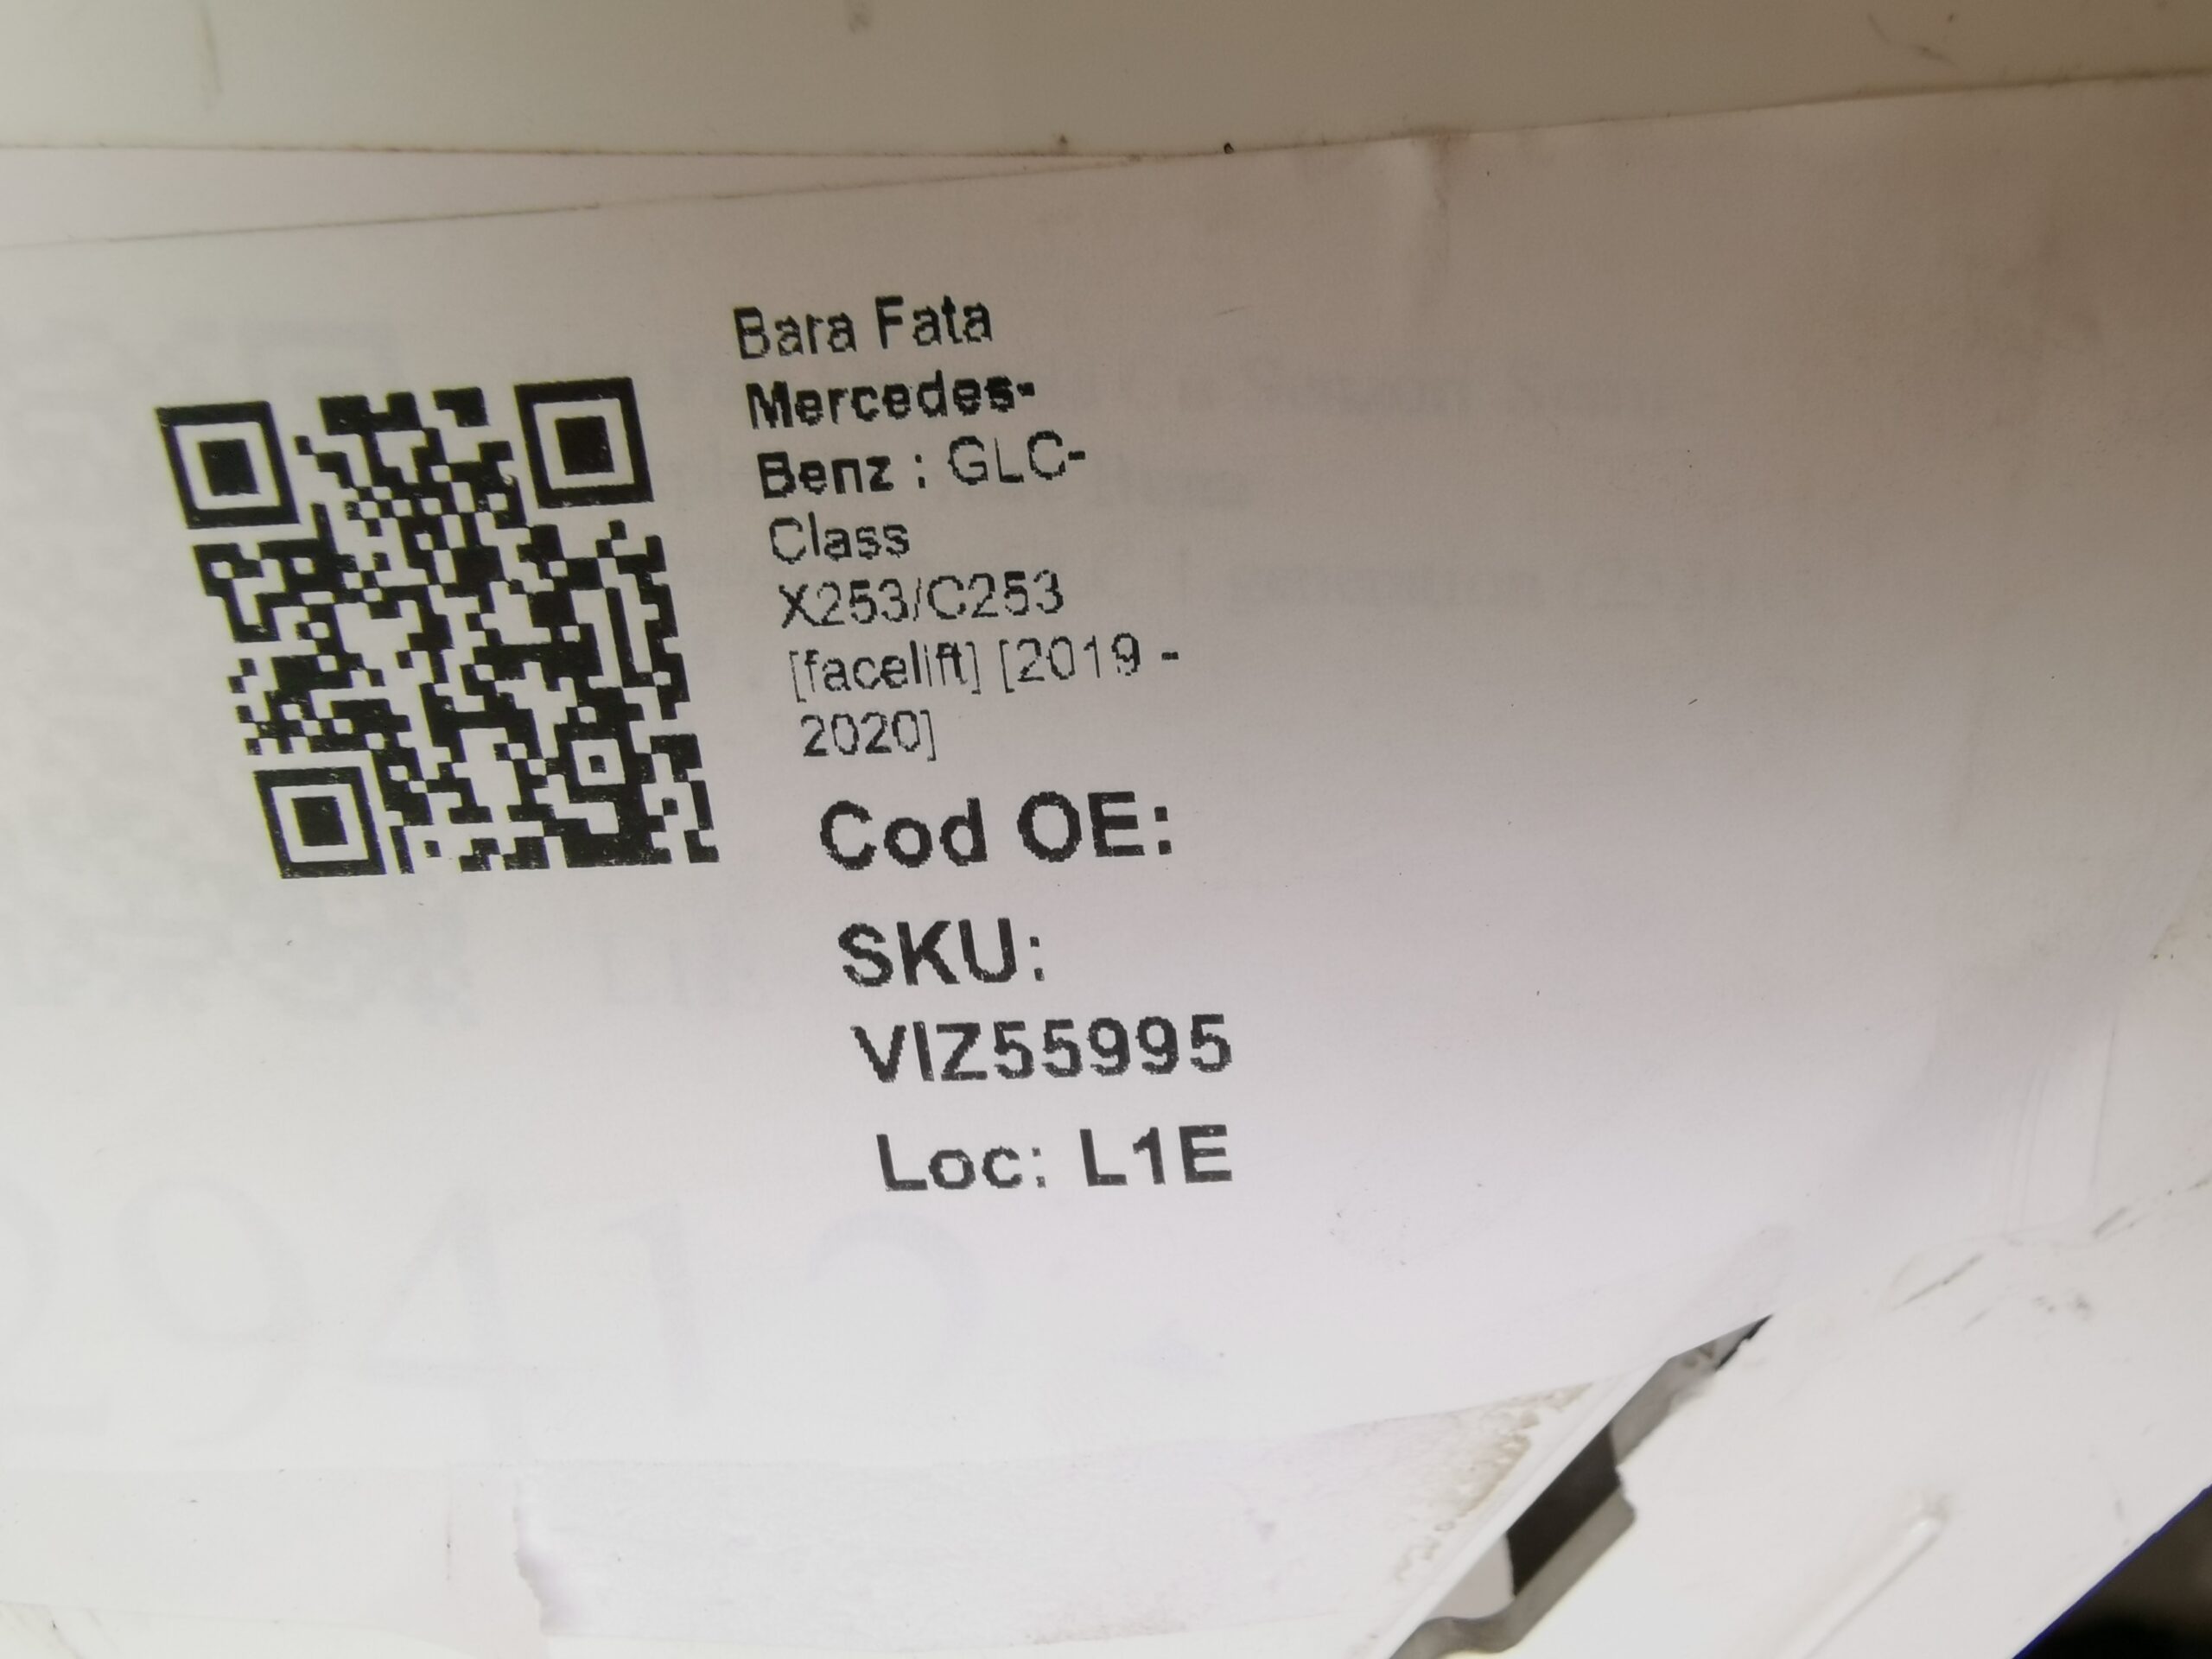 Bara Fata
Mercedes-
Benz : GLC-
Class
X253/C253
[facelift] [2019 -
2020]
Cod OE:
SKU:
VIZ55995
Loc: L1E